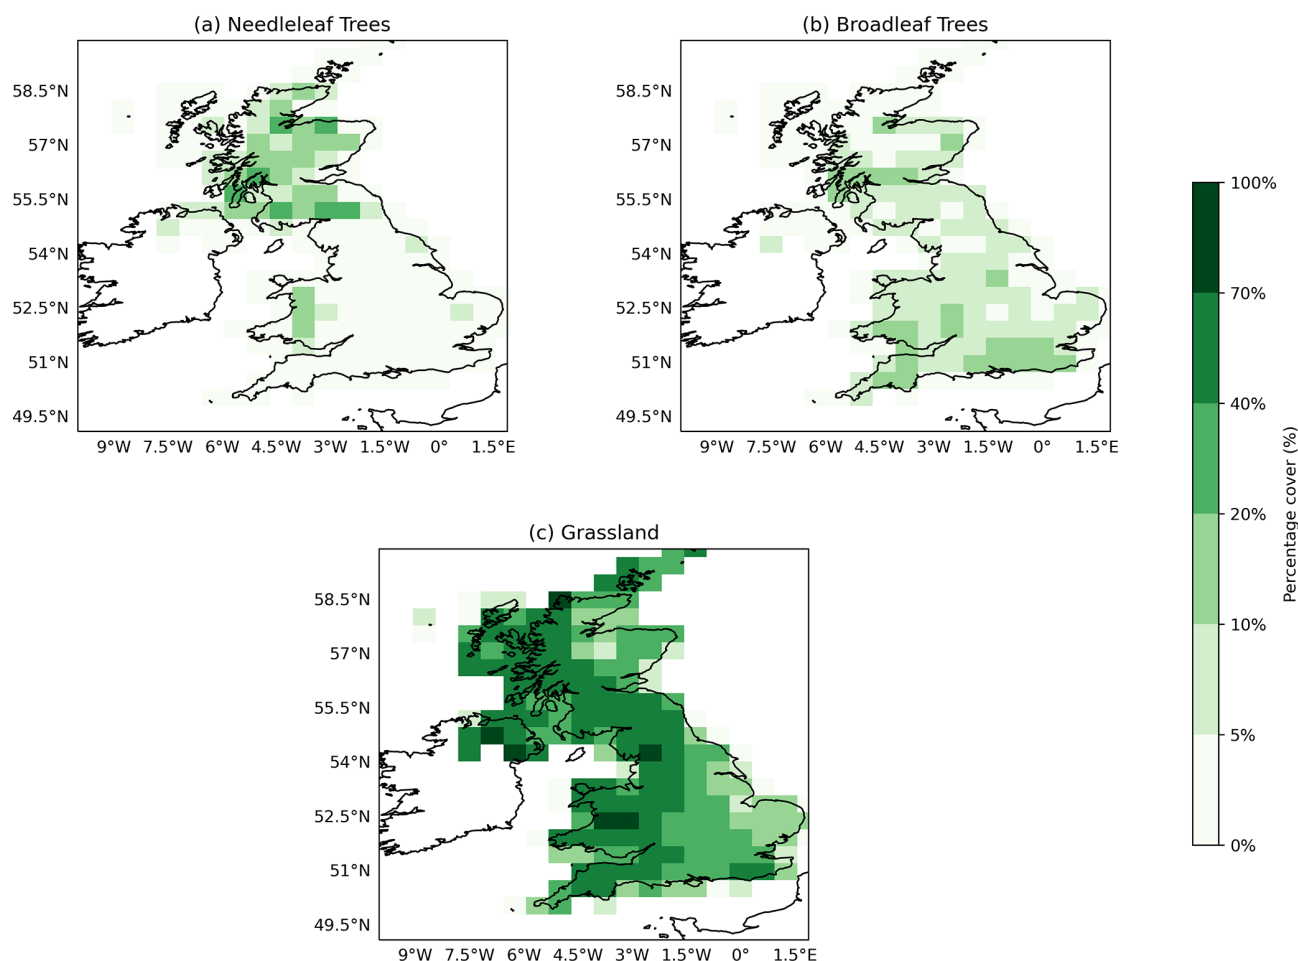 (a) Needleleaf Trees
(b) Broadleaf Trees
58.5°N
57°N
55.5°N
54°N
52.5°N
51°N
49.5°N
9°W 7.5°W 6°W 4.5°W 3°W 1.5°W 0° 1.5°E
58.5°N
57°N
55.5°N
54°N
52.5°N
51°N
49.5°N
9°W 7.5°W 6°W 4.5°W 3°W 1.5°W 0° 1.5°E
(c) Grassland
58.5°N
57°N
55.5°N
54°N
52.5°N
51°N
49.5°N
9°W 7.5°W 6°W 4.5°W 3°W 1.5°W 0° 1.5°E
100%
70%
40%
20%
10%
5%
0%
Percentage cover (%)